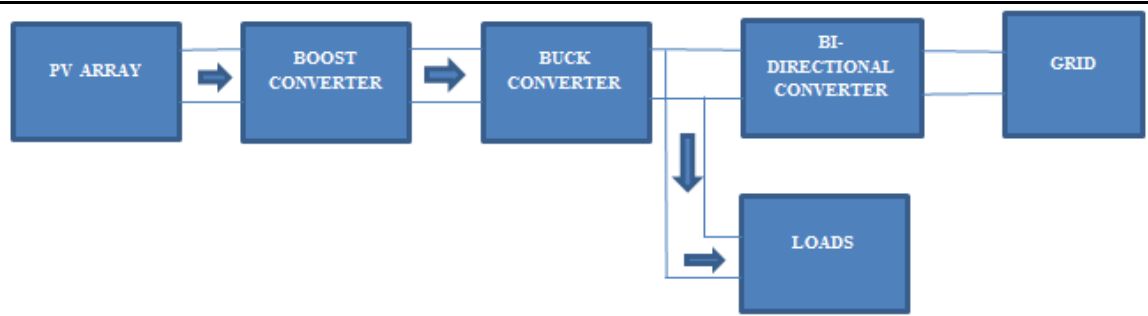 PV ARRAY
BOOST
CONVERTER
BUCK
CONVERTER
BI-
DIRECTIONAL
CONVERTER
GRID
LOADS